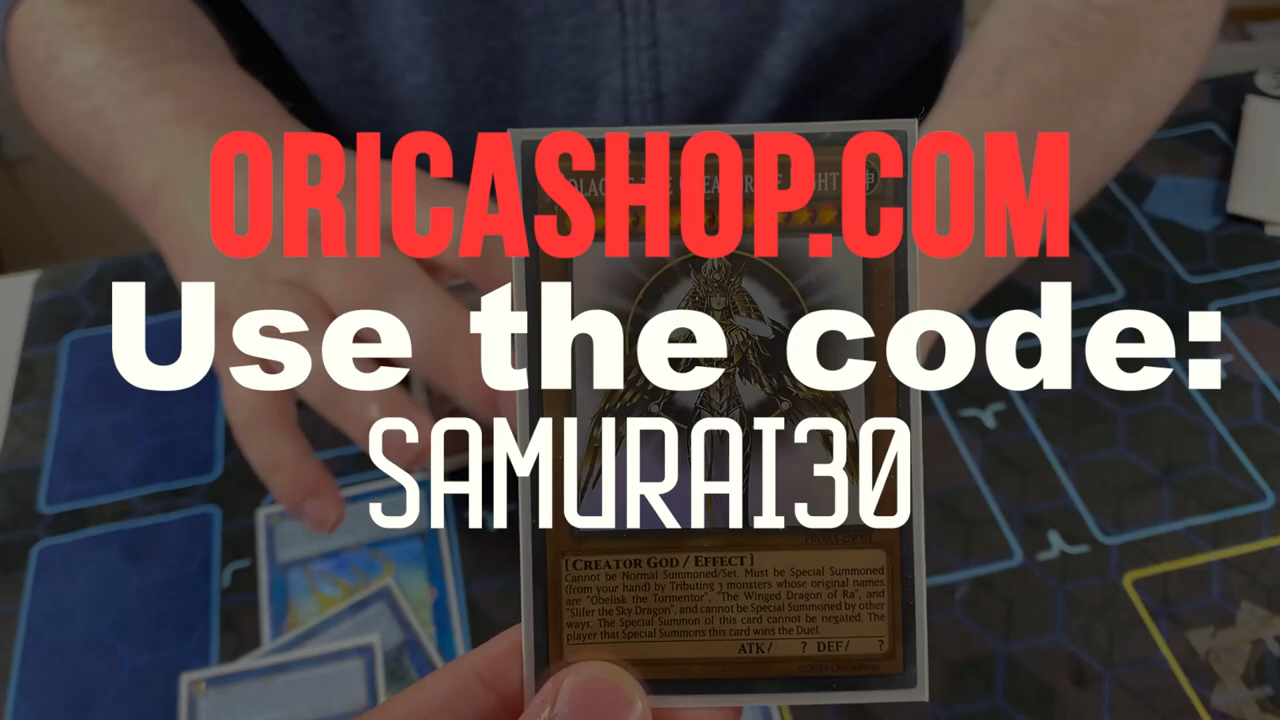 ORICASHOP.COM
Use the code:
SAMURAI30
[CREATOR GOD / EFFECT]
Cannot be Normal Summoned/Set. Must be Special Summoned
(from your hand) by Tributing 3 monsters whose original names
are "Obelisk the Tormentor", "The Winged Dragon of Ra", and
"Slifer the Sky Dragon", and cannot be Special Summoned by other
ways. The Special Summon of this card cannot be negated. The
player that Special Summons this card wins the Duel.
ATK/ ? DEF/ ?